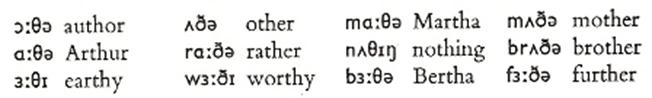 ɔːθə author ʌðə other mɑːθə Martha mʌðə mother
ɑːθə Arthur rɑːðə rather nʌθɪŋ nothing brʌðə brother
ɜːθɪ earthy wɜːðɪ worthy bɜːθə Bertha fɜːðə further